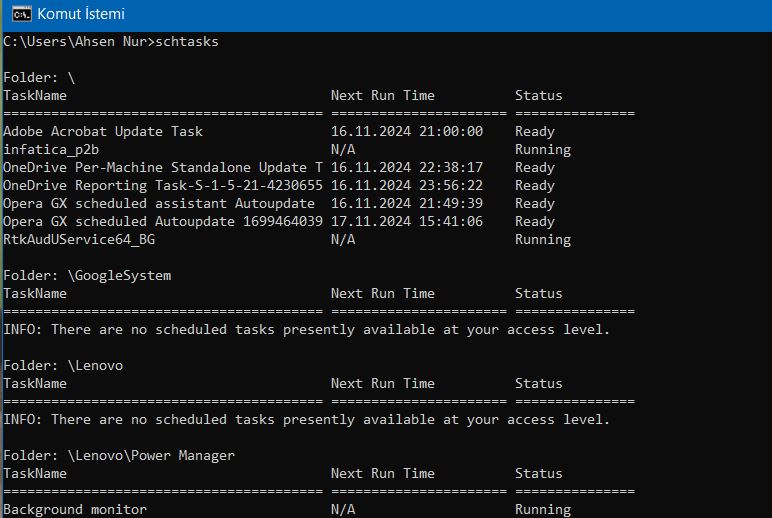 Komut İstemi
C:\Users\Ahsen Nur>schtasks
Folder: \
TaskName Next Run Time Status
======================================== ====================== ===============
Adobe Acrobat Update Task 16.11.2024 21:00:00 Ready
infatica_p2b N/A Running
OneDrive Per-Machine Standalone Update T 16.11.2024 22:38:17 Ready
OneDrive Reporting Task-S-1-5-21-4230655 16.11.2024 23:56:22 Ready
Opera GX scheduled assistant Autoupdate 16.11.2024 21:49:39 Ready
Opera GX scheduled Autoupdate 1699464039 17.11.2024 15:41:06 Ready
RtkAudUService64_BG N/A Running
Folder: \GoogleSystem
TaskName Next Run Time Status
======================================== ====================== ===============
INFO: There are no scheduled tasks presently available at your access level.
Folder: \Lenovo
TaskName Next Run Time Status
======================================== ====================== ===============
INFO: There are no scheduled tasks presently available at your access level.
Folder: \Lenovo\Power Manager
TaskName Next Run Time Status
======================================== ====================== ===============
Background monitor N/A Running